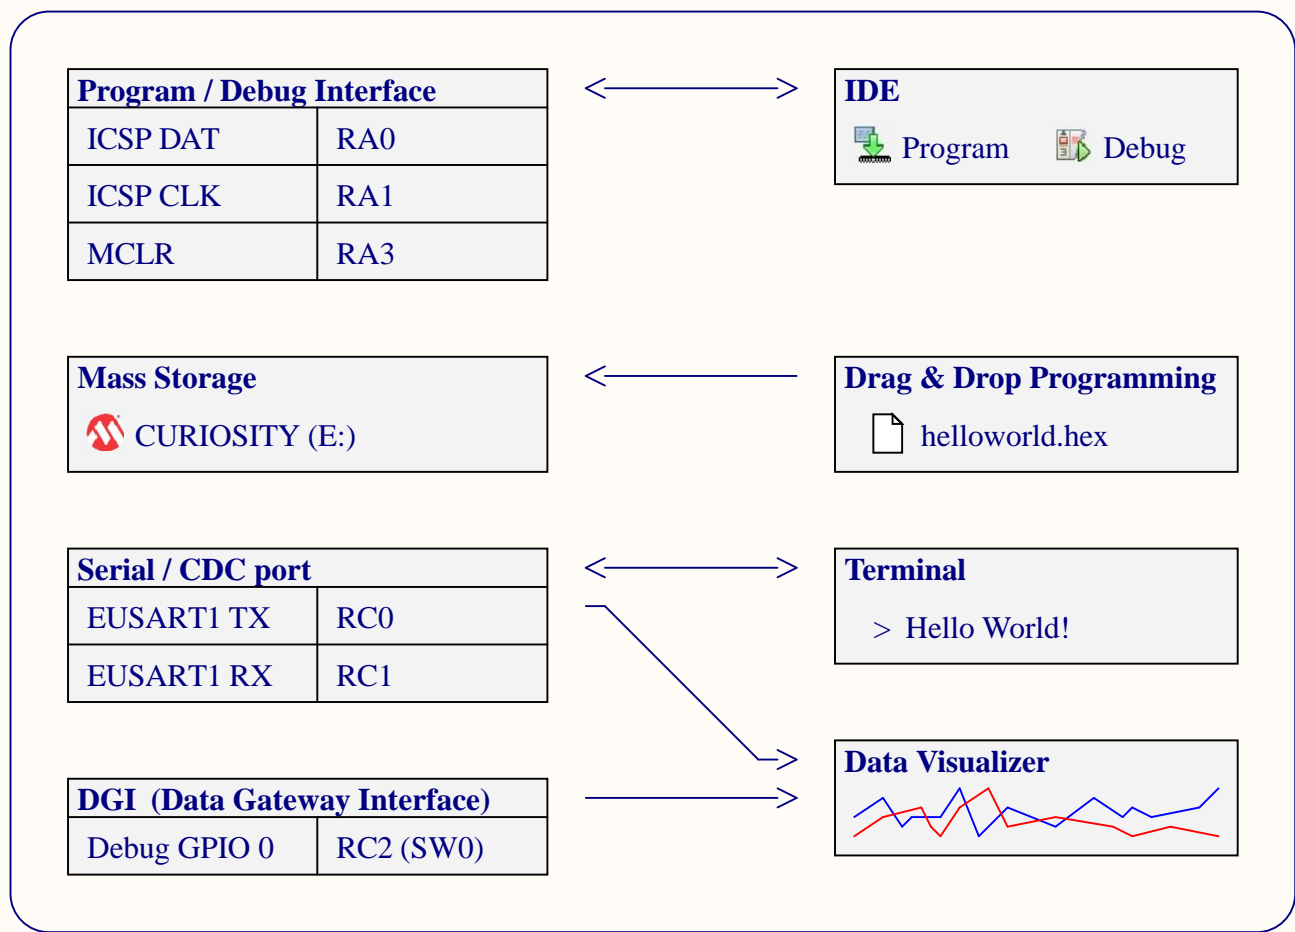 Program / Debug Interface
ICSP DAT RA0
ICSP CLK RA1
MCLR RA3
IDE
Program Debug
Mass Storage
CURIOSITY (E:)
Drag & Drop Programming
helloworld.hex
Serial / CDC port
EUSART1 TX RC0
EUSART1 RX RC1
Terminal
> Hello World!
DGI (Data Gateway Interface)
Debug GPIO 0 RC2 (SW0)
Data Visualizer